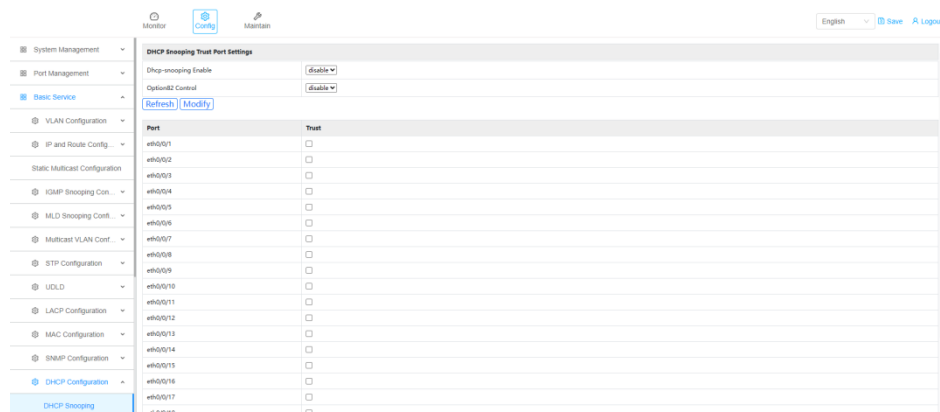 Monitor
Config
Maintain
English
Save
Logou
System Management
Port Management
Basic Service
VLAN Configuration
IP and Route Config...
Static Multicast Configuration
IGMP Snooping Con...
MLD Snooping Confi...
Multicast VLAN Conf...
STP Configuration
UDLD
LACP Configuration
MAC Configuration
SNMP Configuration
DHCP Configuration
DHCP Snooping
DHCP Snooping Trust Port Settings
Dhcp-snooping Enable disable
Option82 Control disable
Refresh Modify
Port Trust
eth0/0/1
eth0/0/2
eth0/0/3
eth0/0/4
eth0/0/5
eth0/0/6
eth0/0/7
eth0/0/8
eth0/0/9
eth0/0/10
eth0/0/11
eth0/0/12
eth0/0/13
eth0/0/14
eth0/0/15
eth0/0/16
eth0/0/17